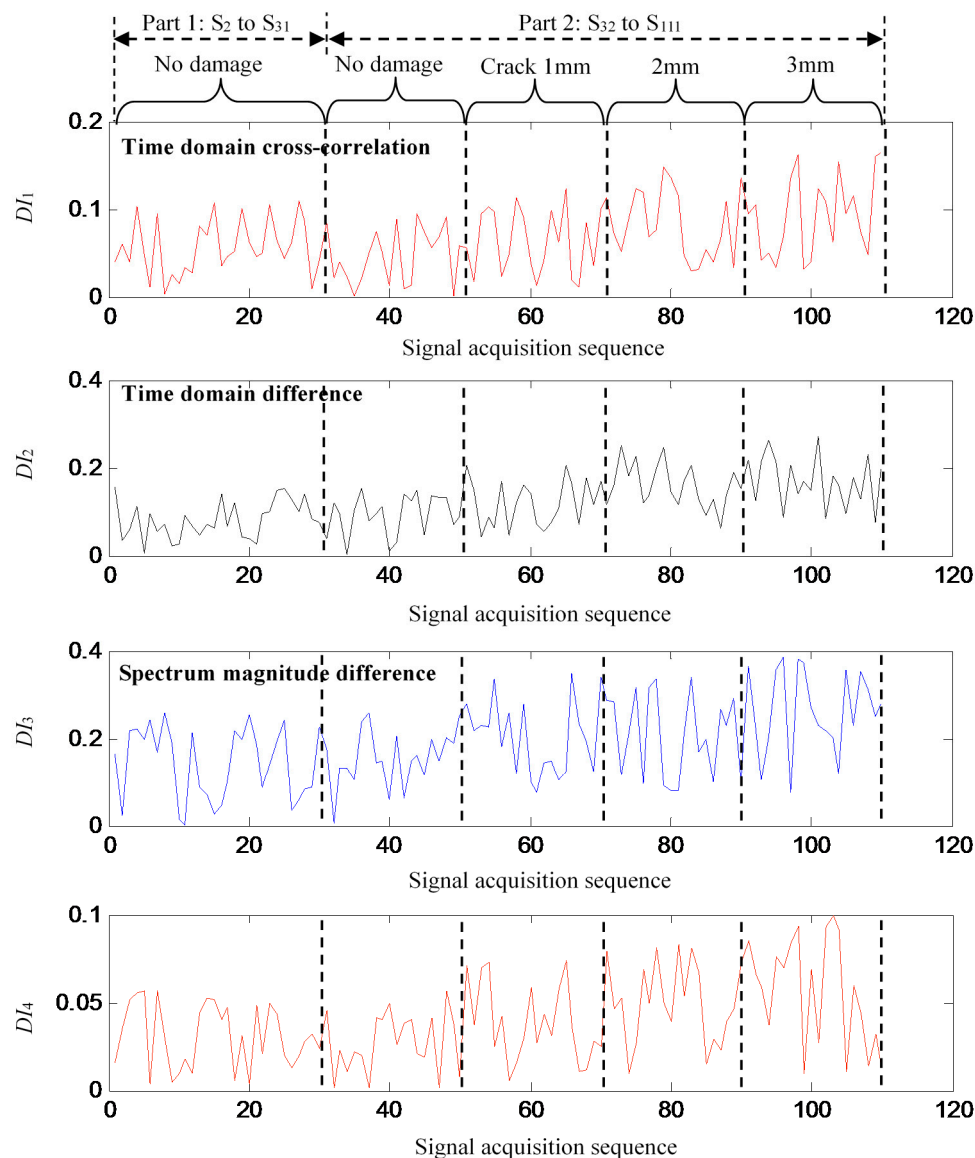 Part 1: S2 to S31 Part 2: S32 to S111
No damage No damage Crack 1mm 2mm 3mm
0.2
Time domain cross-correlation
DI1
0.1
0
0 20 40 60 80 100 120
Signal acquisition sequence
0.4
Time domain difference
DI2
0.2
0
0 20 40 60 80 100 120
Signal acquisition sequence
0.4
Spectrum magnitude difference
DI3
0.2
0
0 20 40 60 80 100 120
Signal acquisition sequence
0.1
DI4
0.05
0
0 20 40 60 80 100 120
Signal acquisition sequence